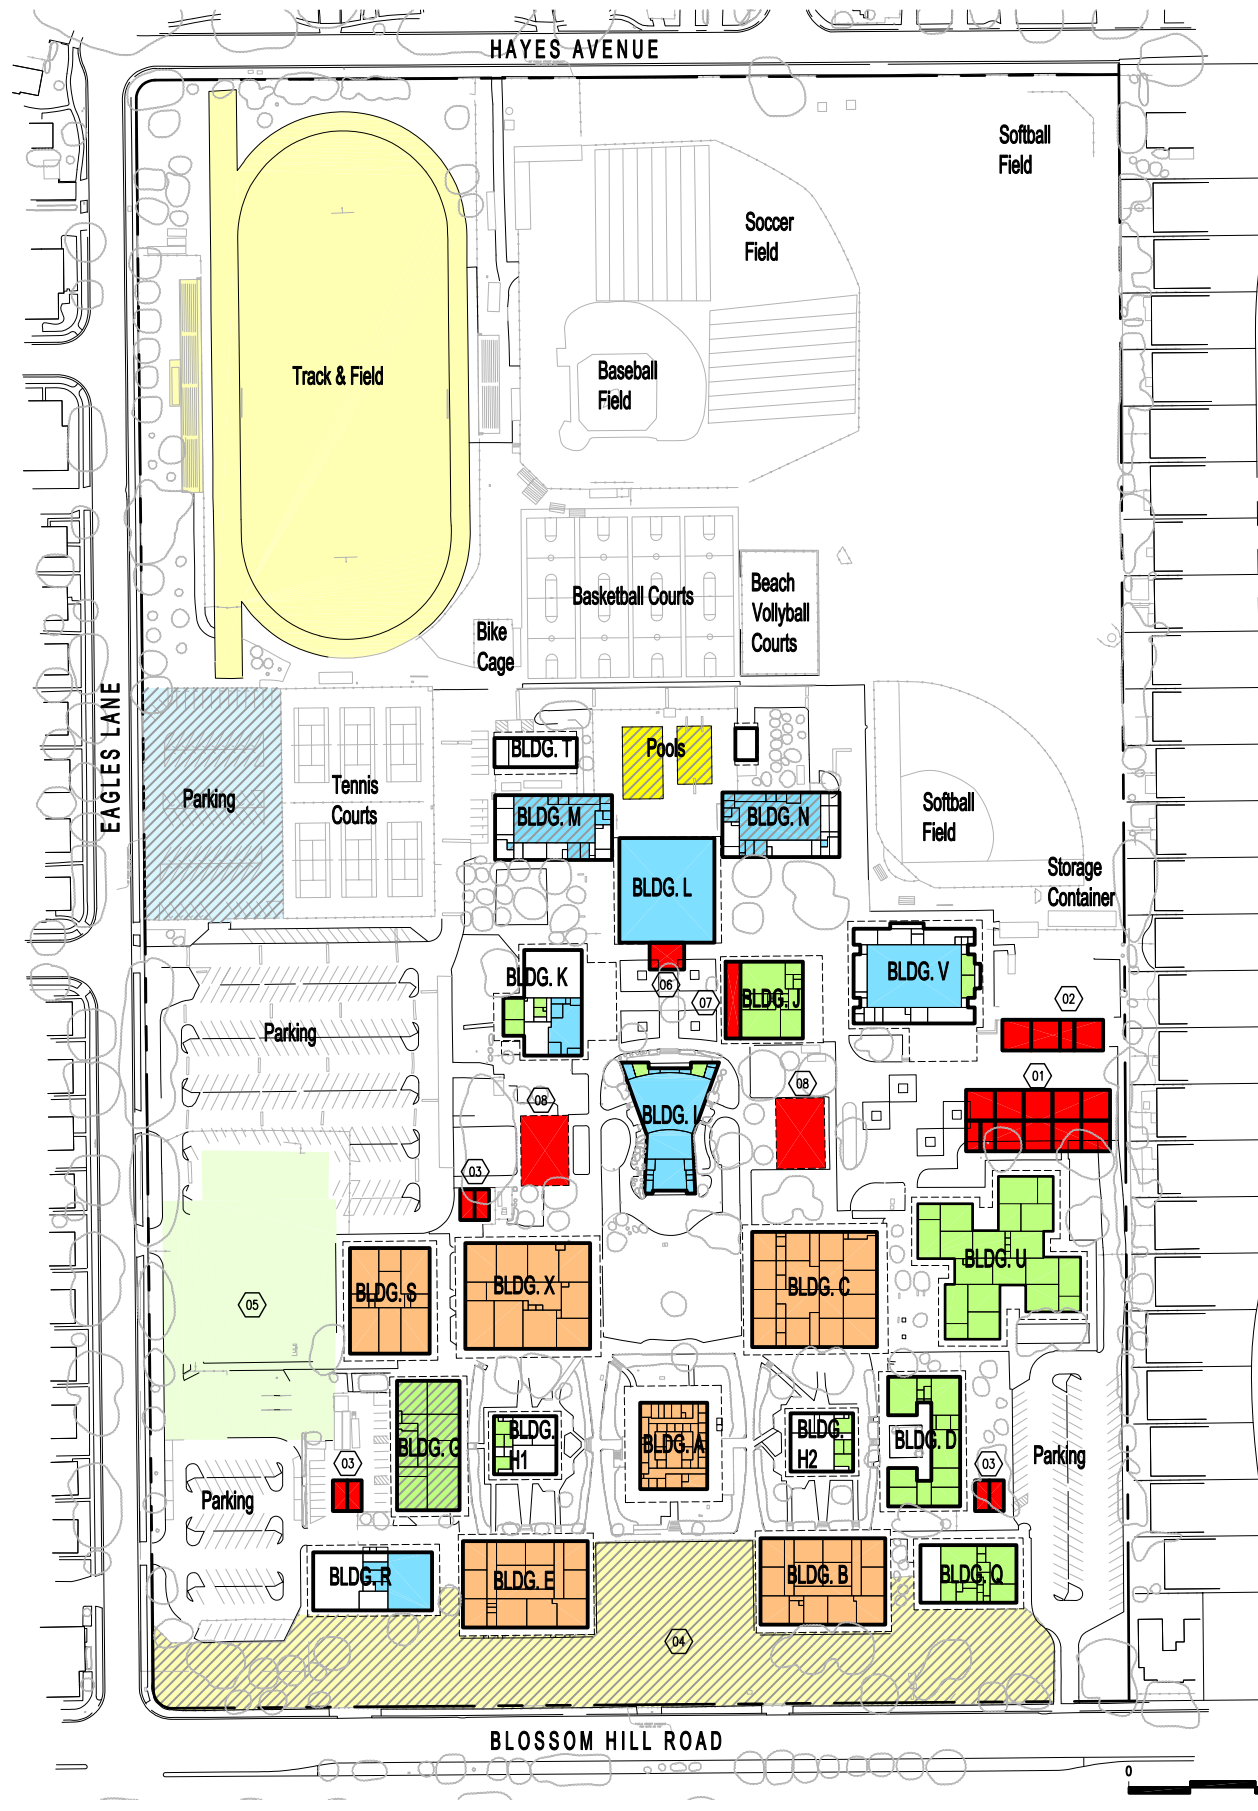 HAYES AVENUE
Softball
Field
Soccer
Field
Track & Field
Baseball
Field
Basketball Courts
Beach
Vollyball
Courts
Bike
Cage
EAGLES LANE
BLDG. T
Pools
Parking
Tennis
Courts
BLDG. M
BLDG. N
Softball
Field
Storage
Container
BLDG. L
BLDG. K
06
07
BLDG. J
BLDG. V
02
Parking
01
08
BLDG. I
08
03
BLDG. U
BLDG. S
BLDG. X
BLDG. C
05
BLDG. G
BLDG.
H1
BLDG. A
BLDG.
H2
BLDG. D
Parking
03
03
Parking
BLDG. R
BLDG. E
BLDG. B
BLDG. Q
04
BLOSSOM HILL ROAD
0